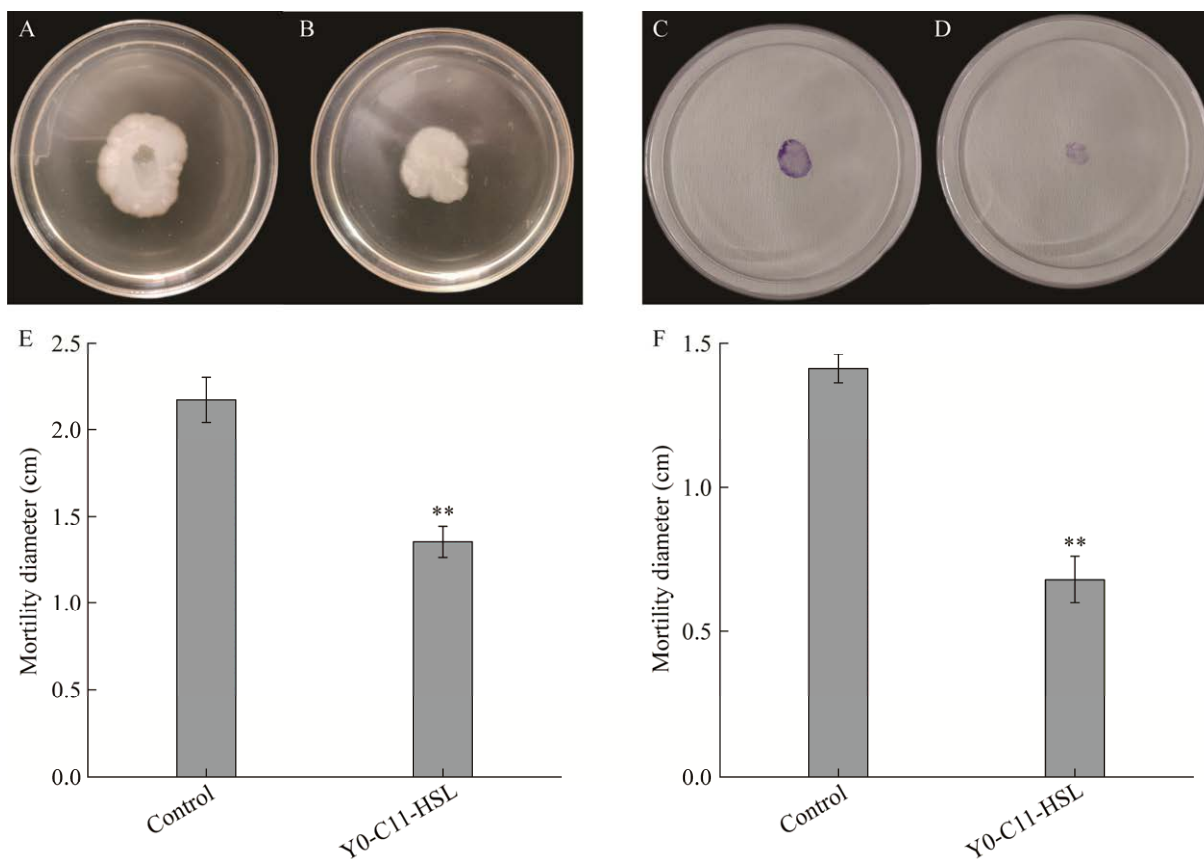 A B C D
E F
2.5 1.5
2.0
1.5 1.0
1.0
0.5 0.5
0.0 0.0
Mortility diameter (cm) Mortility diameter (cm)
** **
Control Y0-C11-HSL Control Y0-C11-HSL